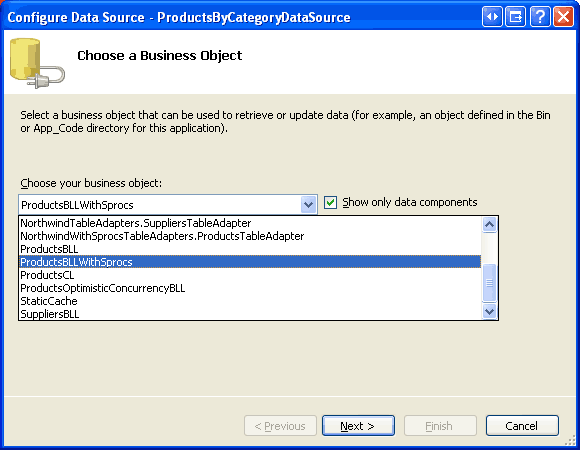 Configure Data Source - ProductsByCategoryDataSource
Choose a Business Object
Select a business object that can be used to retrieve or update data (for example, an object defined in the Bin
or App_Code directory for this application).
Choose your business object:
ProductsBLLWithSprocs
Show only data components
NorthwindTableAdapters.SuppliersTableAdapter
NorthwindWithSprocsTableAdapters.ProductsTableAdapter
ProductsBLL
ProductsBLLWithSprocs
ProductsCL
ProductsOptimisticConcurrencyBLL
StaticCache
SuppliersBLL
< Previous
Next >
Finish
Cancel